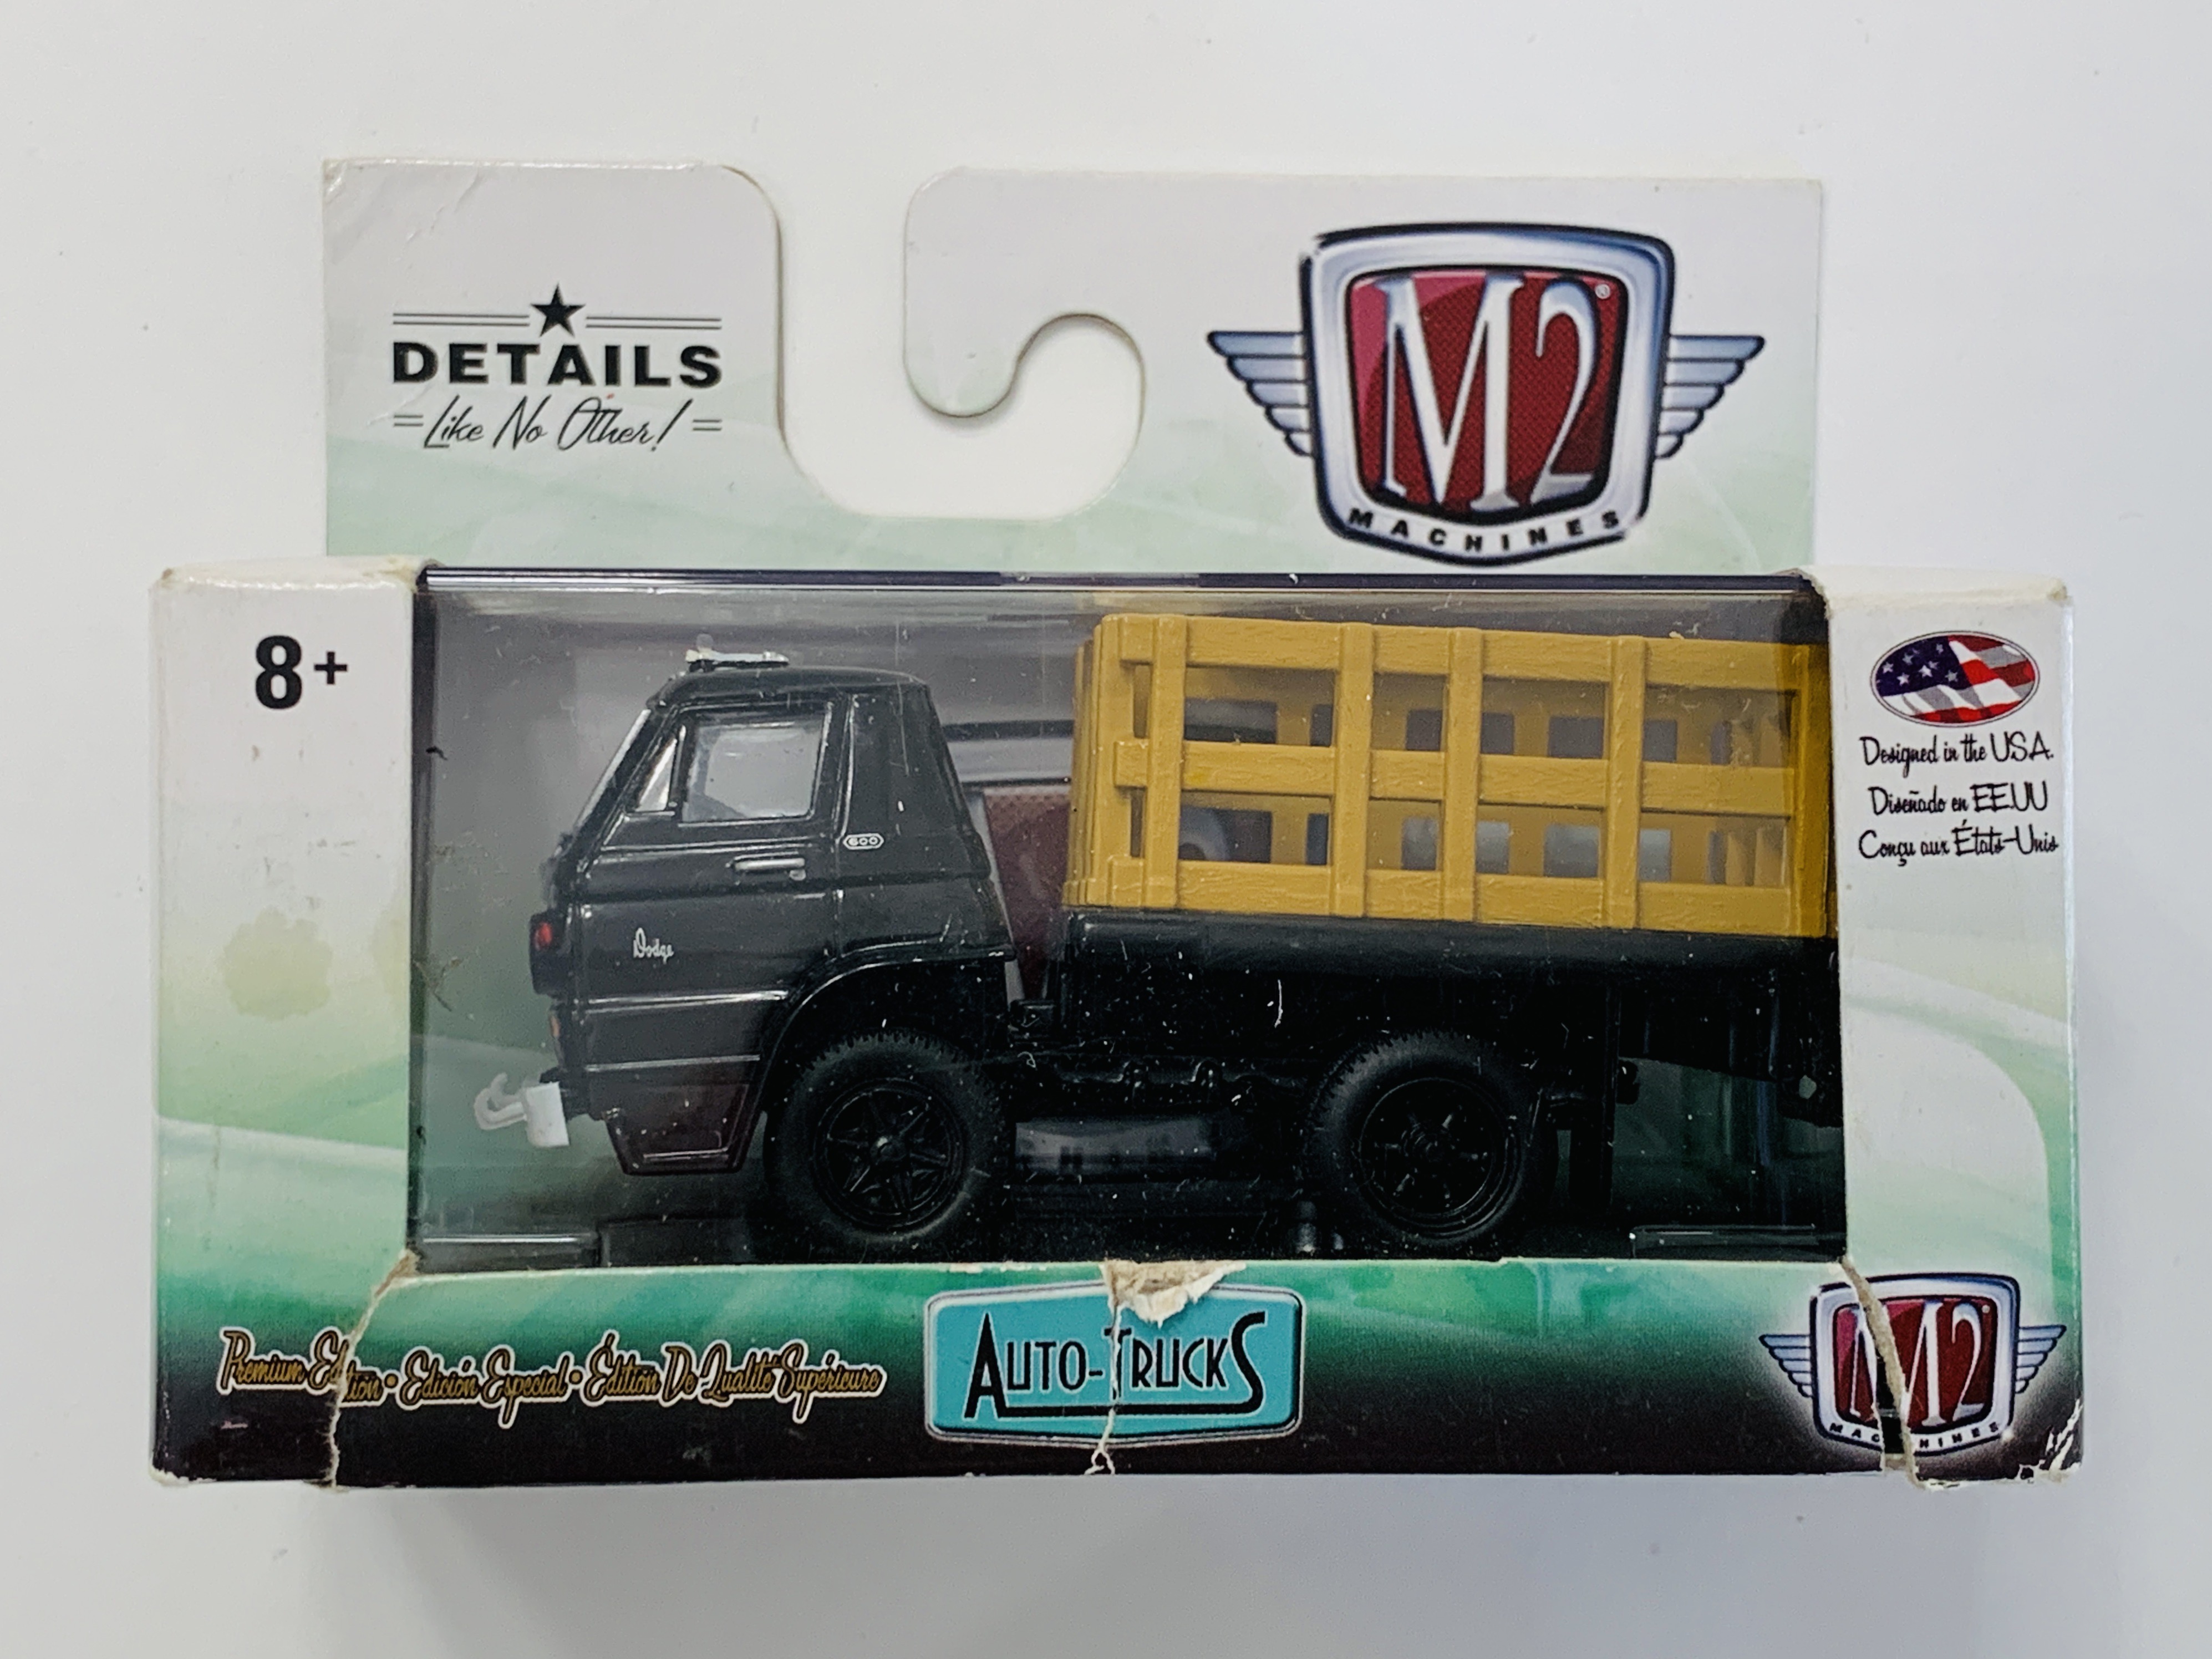 DETAILS
Like No Other!
M2®
MACHINES
8+
600
Dodge
Designed in the U.S.A.
Diseñado en EE.UU
Conçu aux États-Unis
Premium Edition • Edición Especial • Édition De Qualité Supérieure
AUTO-TRUCKS
M2
MACHINES